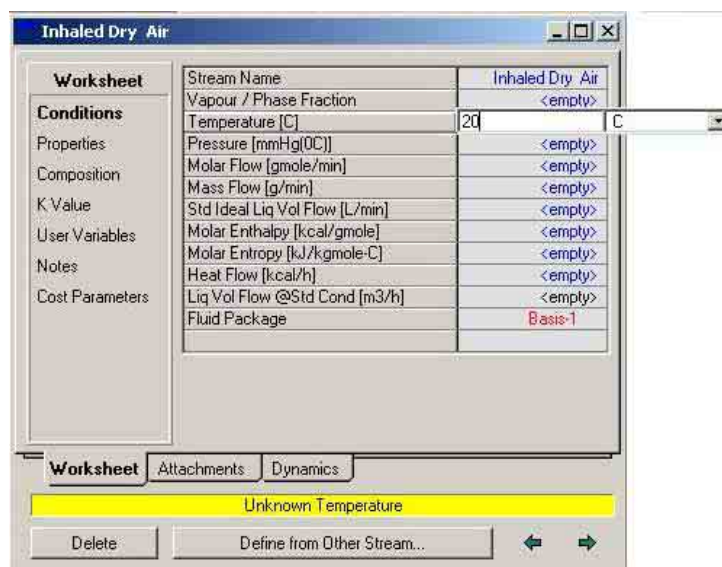 Inhaled Dry Air
Worksheet
Conditions
Properties
Composition
K Value
User Variables
Notes
Cost Parameters
Stream Name Inhaled Dry Air
Vapour / Phase Fraction <empty>
Temperature [C] 20 C
Pressure [mmHg(0C)] <empty>
Molar Flow [gmole/min] <empty>
Mass Flow [g/min] <empty>
Std Ideal Liq Vol Flow [L/min] <empty>
Molar Enthalpy [kcal/gmole] <empty>
Molar Entropy [kJ/kgmole-C] <empty>
Heat Flow [kcal/h] <empty>
Liq Vol Flow @Std Cond [m3/h] <empty>
Fluid Package Basis-1
Worksheet Attachments Dynamics
Unknown Temperature
Delete Define from Other Stream...